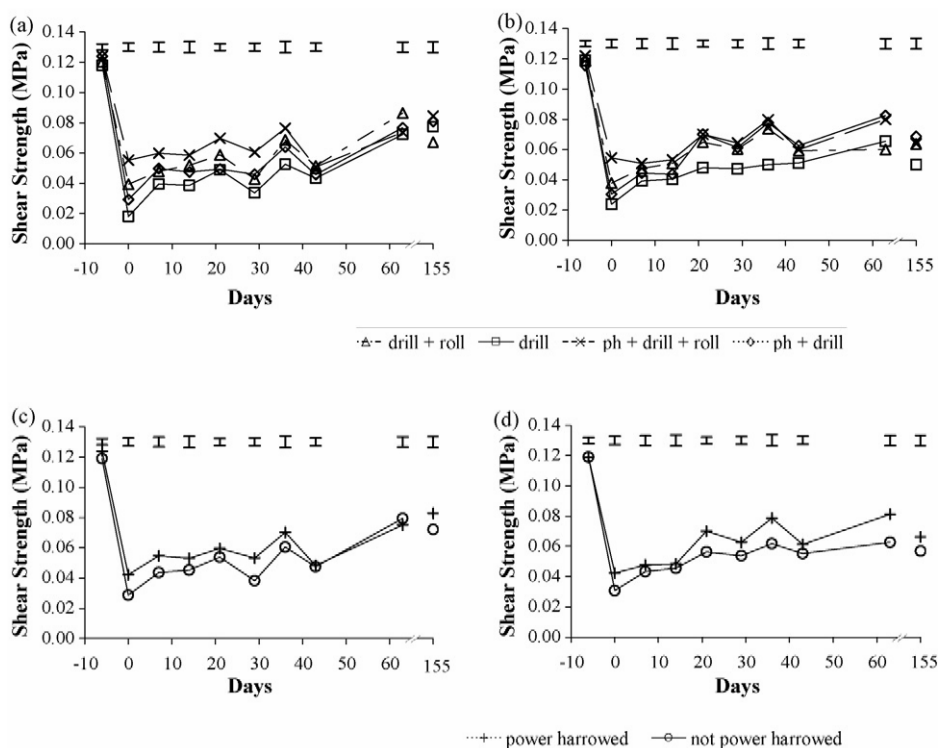 (a)
Shear Strength (MPa)
0.14
0.12
0.10
0.08
0.06
0.04
0.02
0.00
-10 0 10 20 30 40 50 60 155
Days
(b)
Shear Strength (MPa)
0.14
0.12
0.10
0.08
0.06
0.04
0.02
0.00
-10 0 10 20 30 40 50 60 155
Days
drill + roll drill ph + drill + roll ph + drill
(c)
Shear Strength (MPa)
0.14
0.12
0.10
0.08
0.06
0.04
0.02
0.00
-10 0 10 20 30 40 50 60 155
Days
(d)
Shear Strength (MPa)
0.14
0.12
0.10
0.08
0.06
0.04
0.02
0.00
-10 0 10 20 30 40 50 60 155
Days
power harrowed not power harrowed